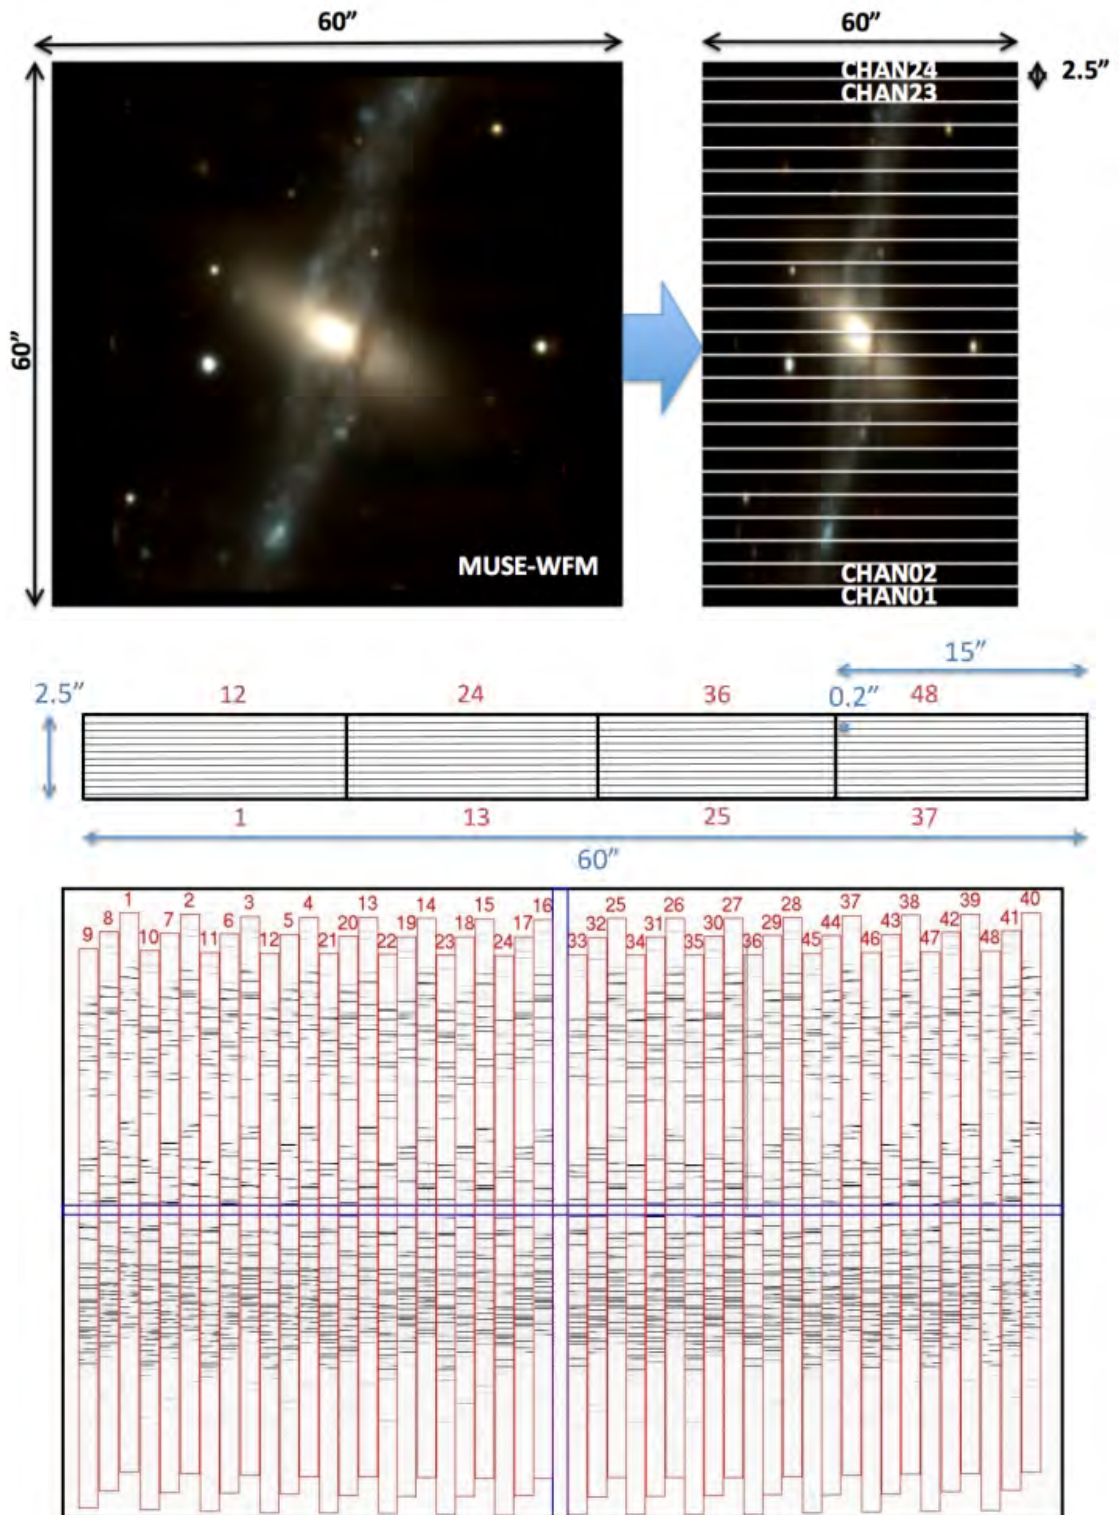 60” 60”
CHAN24 2.5”
CHAN23
60”
MUSE-WFM
CHAN02
CHAN01
15”
2.5” 12 24 36 0.2” 48
1 13 25 37
60”
1 2 3 4 13 14 15 16 25 26 27 28 37 38 39 40
8 7 6 5 20 19 18 17 32 31 30 29 44 43 42 41
9 10 11 12 21 22 23 24 33 34 35 36 45 46 47 48